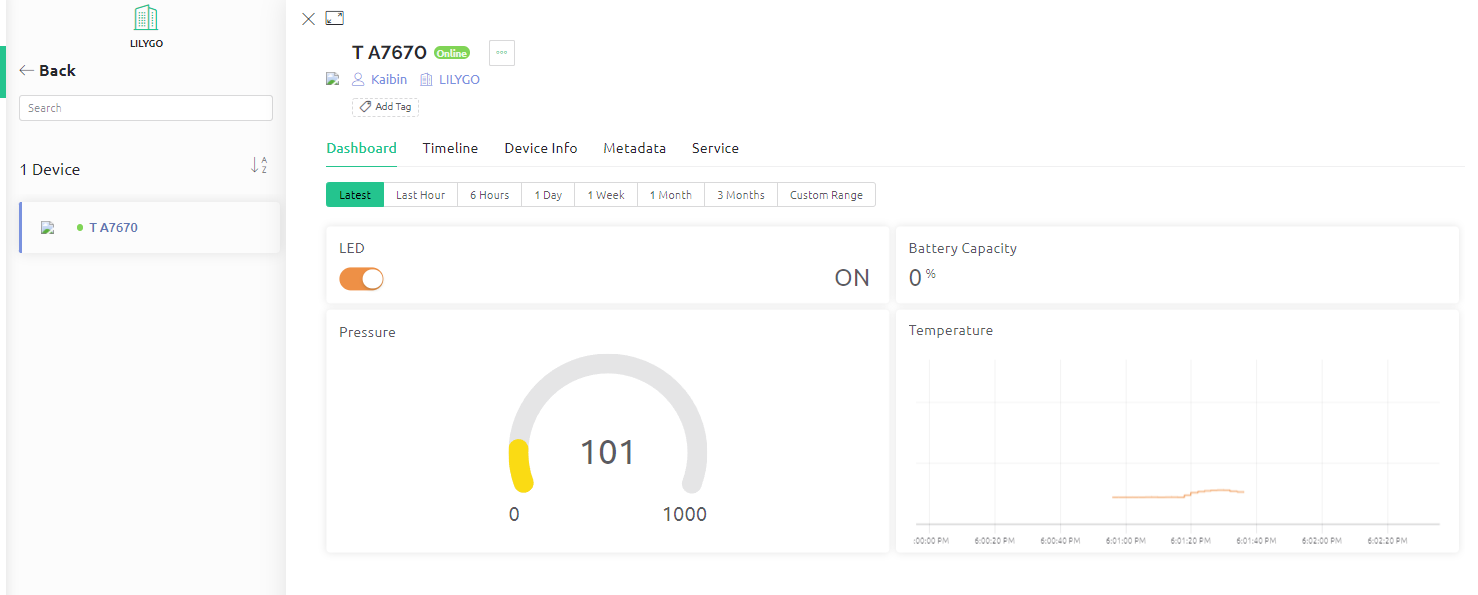 LILYGO
Back
Search
1 Device
A
Z
T A7670
T A7670 Online
Kaibin LILYGO
Add Tag
Dashboard Timeline Device Info Metadata Service
Latest Last Hour 6 Hours 1 Day 1 Week 1 Month 3 Months Custom Range
LED
ON
Battery Capacity
0 %
Pressure
101
0 1000
Temperature
:00:00 PM 6:00:20 PM 6:00:40 PM 6:01:00 PM 6:01:20 PM 6:01:40 PM 6:02:00 PM 6:02:20 PM